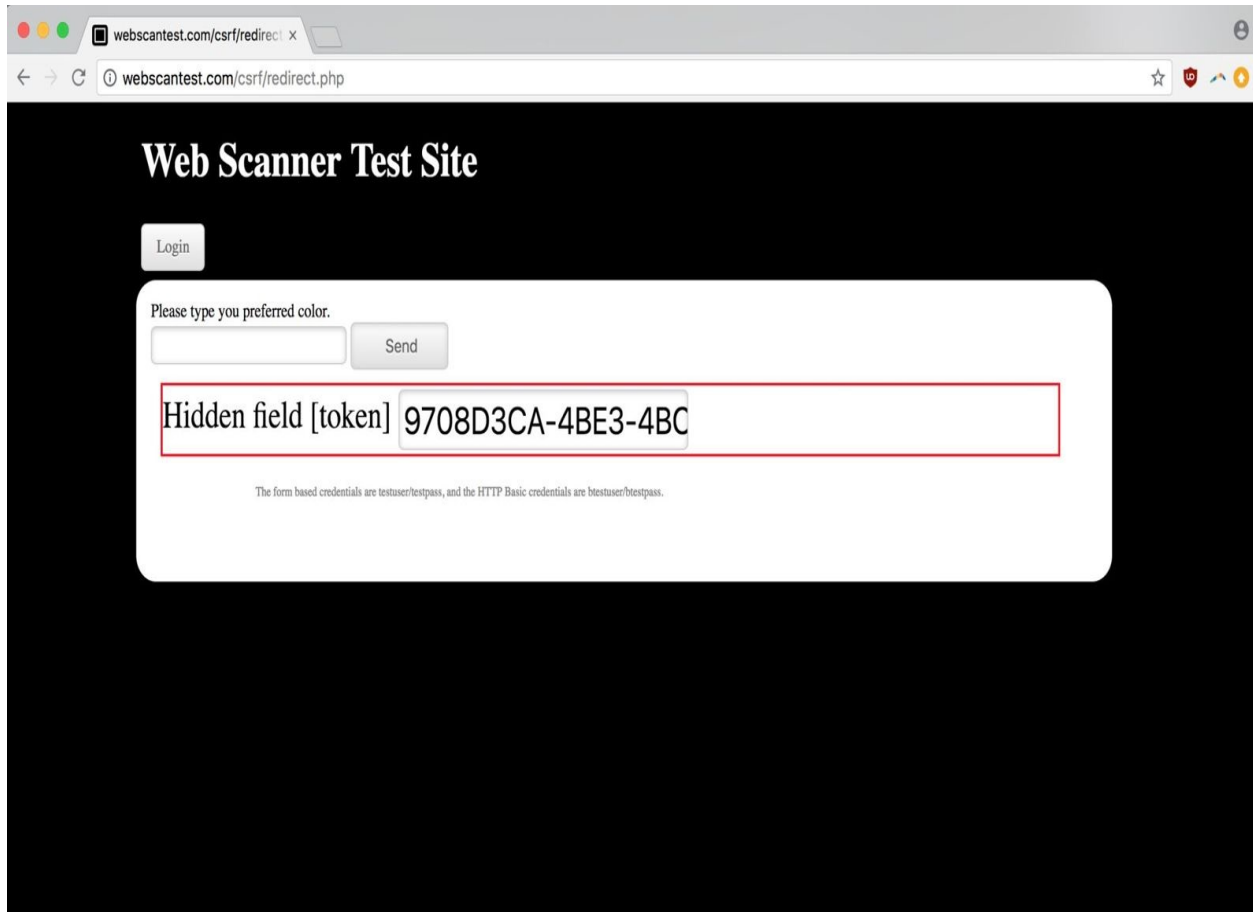 webscantest.com/csrf/redirect
webscantest.com/csrf/redirect.php
Web Scanner Test Site
Login
Please type you preferred color.
Send
Hidden field [token] 9708D3CA-4BE3-4BC
The form based credentials are testuser/testpass, and the HTTP Basic credentials are btestuser/btestpass.